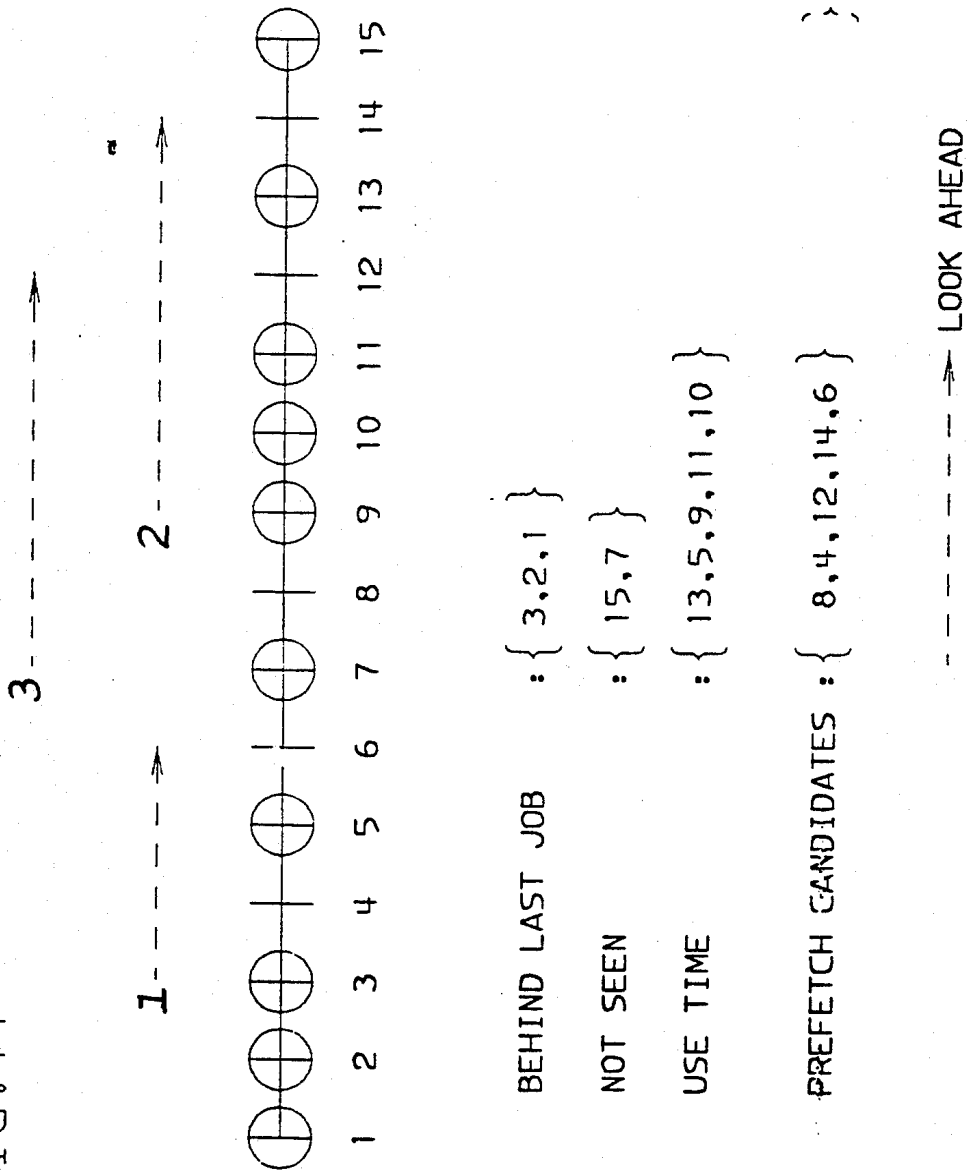 3
1 2
1 2 3 4 5 6 7 8 9 10 11 12 13 14 15
BEHIND LAST JOB :{ 3,2,1 }
NOT SEEN :{ 15,7 }
USE TIME :{ 13,5,9,11,10 }
PREFETCH CANDIDATES :{ 8,4,12,14,6 }
LOOK AHEAD